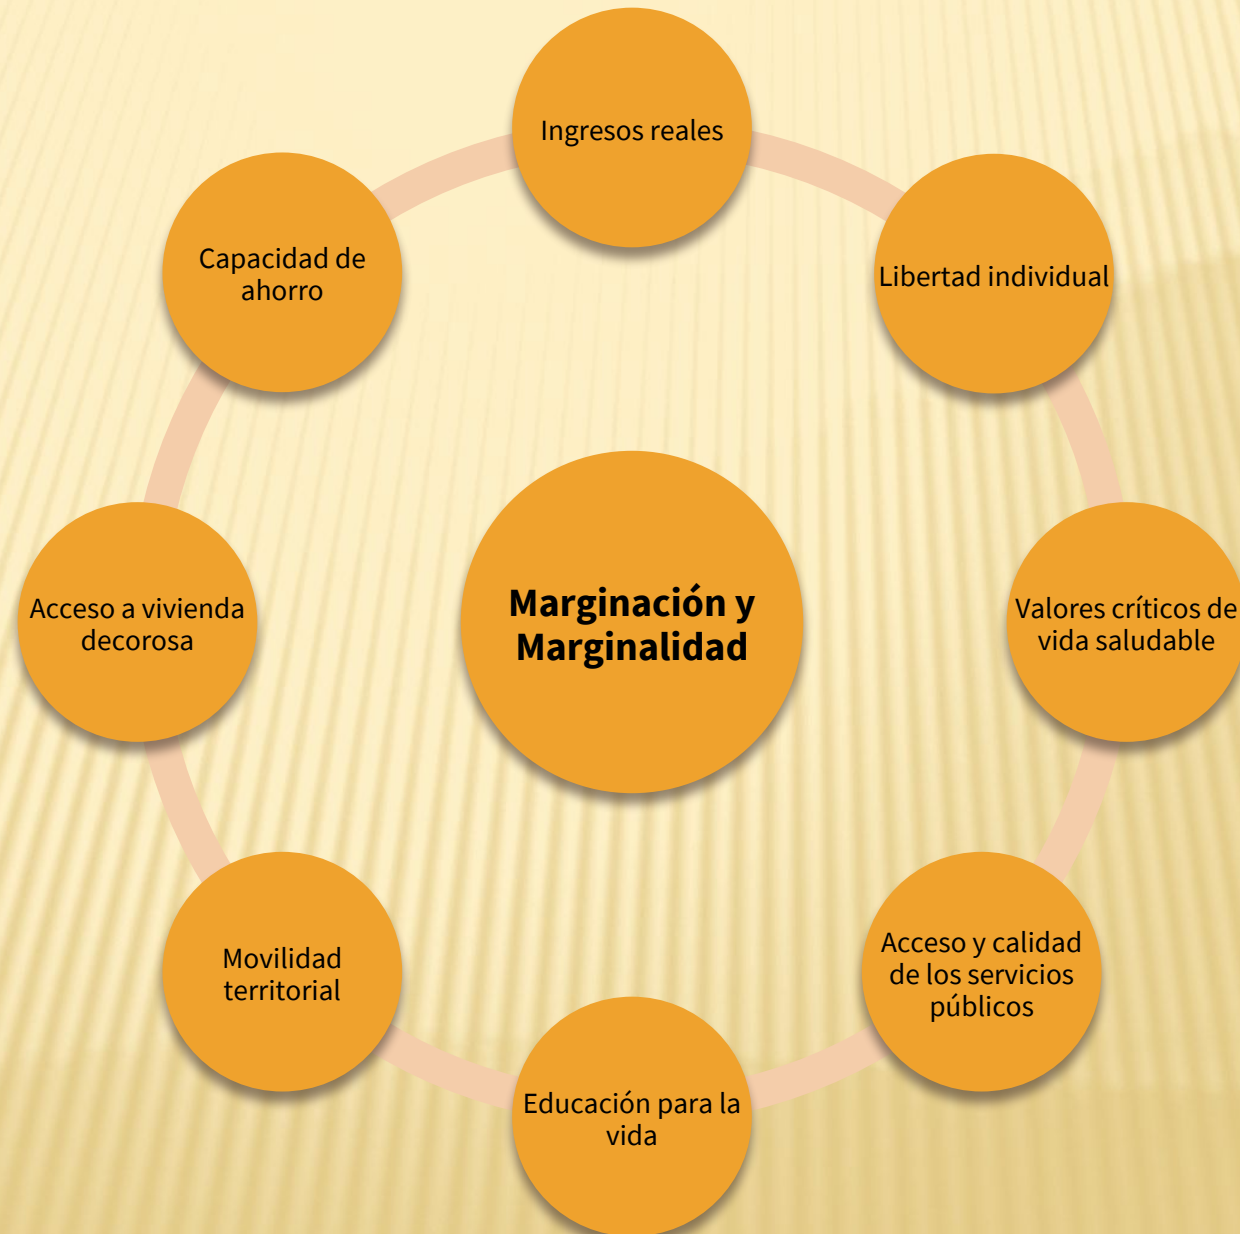 Ingresos reales
Libertad individual
Valores críticos de
vida saludable
Acceso y calidad
de los servicios
públicos
Educación para la
vida
Movilidad
territorial
Acceso a vivienda
decorosa
Capacidad de
ahorro
Marginación y
Marginalidad